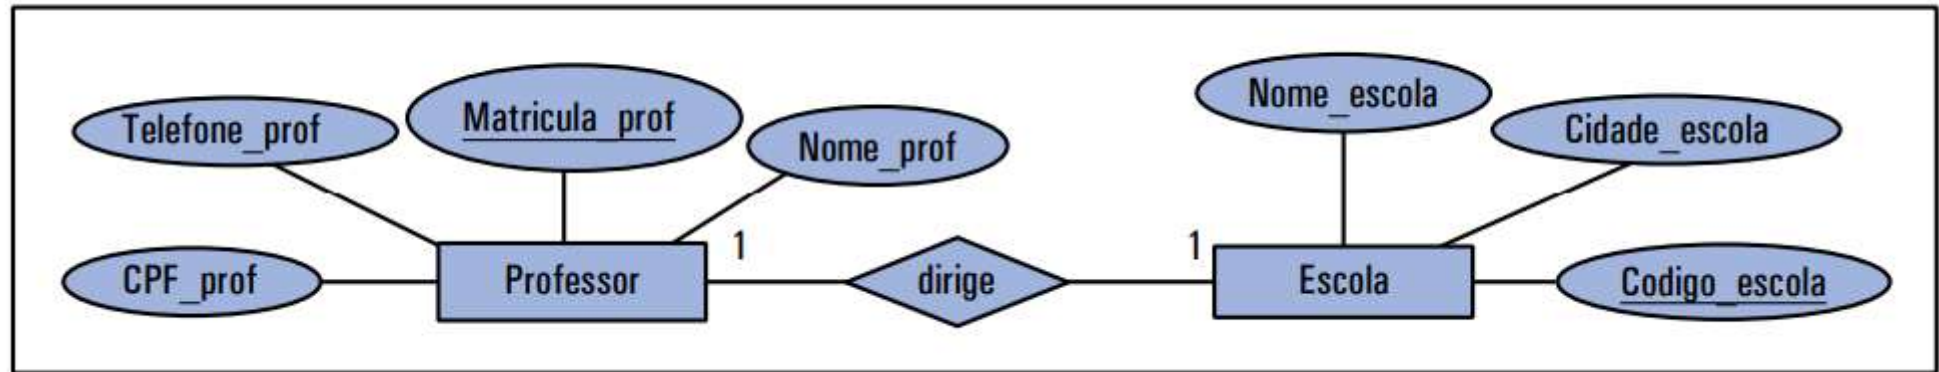 Nome_escola
Telefone_prof
Matricula_prof
Nome_prof
Cidade_escola
CPF_prof
Professor
1
dirige
1
Escola
Codigo_escola